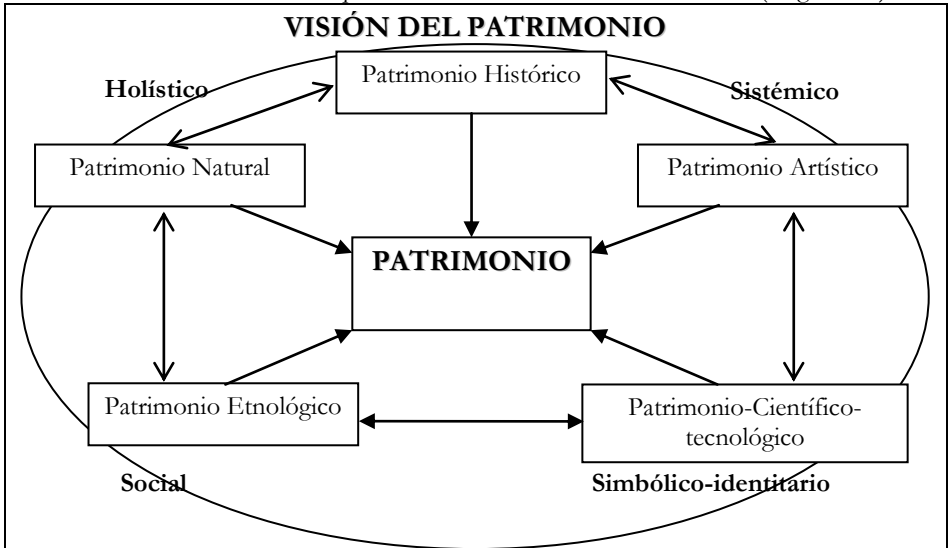 VISIÓN DEL PATRIMONIO
Patrimonio Histórico
Holístico
Sistémico
Patrimonio Natural
Patrimonio Artístico
PATRIMONIO
Patrimonio Etnológico
Patrimonio-Científico-
tecnológico
Social
Simbólico-identitario